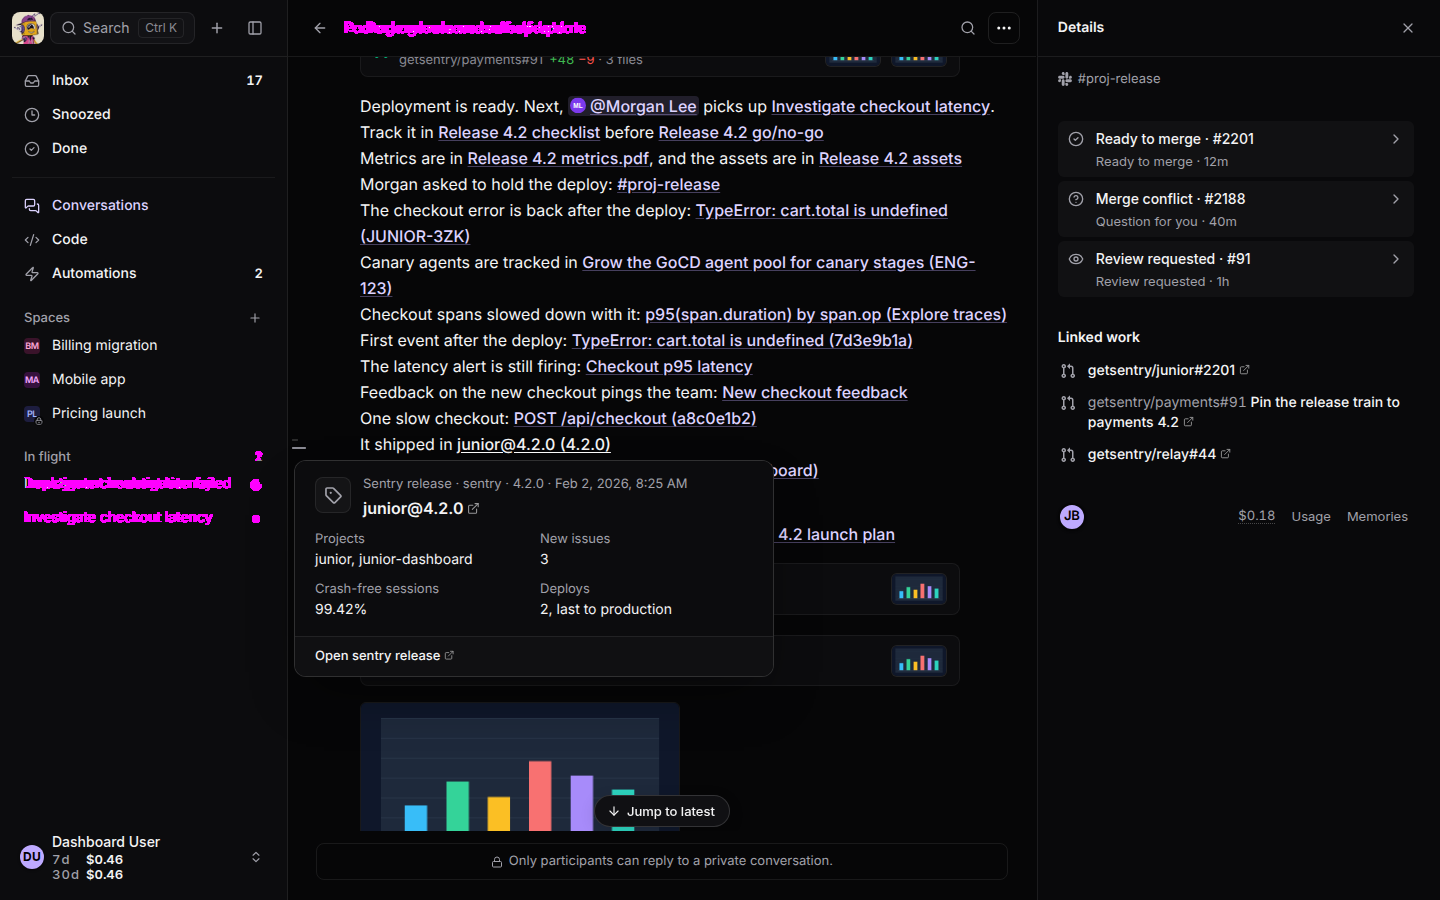 Search Ctrl K
Inbox 17
Snoozed
Done
Conversations
Code
Automations 2
Spaces
BM Billing migration
MA Mobile app
PL Pricing launch
In flight
Investigate checkout latency
DU Dashboard User
7d $0.46
30d $0.46
getsentry/payments#91 +48 −9 · 3 files
Deployment is ready. Next, ML @Morgan Lee picks up Investigate checkout latency.
Track it in Release 4.2 checklist before Release 4.2 go/no-go
Metrics are in Release 4.2 metrics.pdf, and the assets are in Release 4.2 assets
Morgan asked to hold the deploy: #proj-release
The checkout error is back after the deploy: TypeError: cart.total is undefined
(JUNIOR-3ZK)
Canary agents are tracked in Grow the GoCD agent pool for canary stages (ENG-
123)
Checkout spans slowed down with it: p95(span.duration) by span.op (Explore traces)
First event after the deploy: TypeError: cart.total is undefined (7d3e9b1a)
The latency alert is still firing: Checkout p95 latency
Feedback on the new checkout pings the team: New checkout feedback
One slow checkout: POST /api/checkout (a8c0e1b2)
It shipped in junior@4.2.0 (4.2.0)
board)
Sentry release · sentry · 4.2.0 · Feb 2, 2026, 8:25 AM
junior@4.2.0
Projects
junior, junior-dashboard
New issues
3
Crash-free sessions
99.42%
Deploys
2, last to production
Open sentry release
4.2 launch plan
Jump to latest
Only participants can reply to a private conversation.
Details
#proj-release
Ready to merge · #2201
Ready to merge · 12m
Merge conflict · #2188
Question for you · 40m
Review requested · #91
Review requested · 1h
Linked work
getsentry/junior#2201
getsentry/payments#91 Pin the release train to
payments 4.2
getsentry/relay#44
JB $0.18 Usage Memories